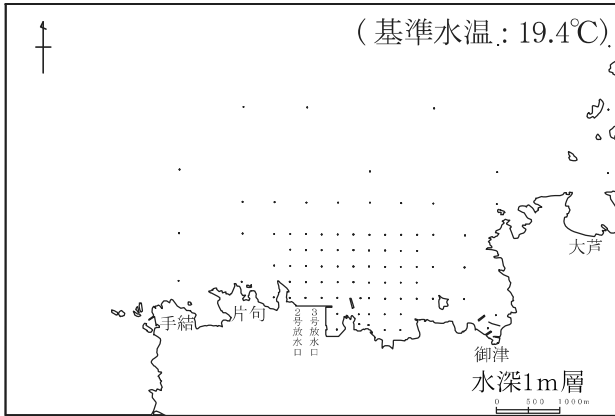 (基準水温：19.4℃)
大芦
片句
手結
2号放水口
3号放水口
御津
水深1m層
0 500 1000m